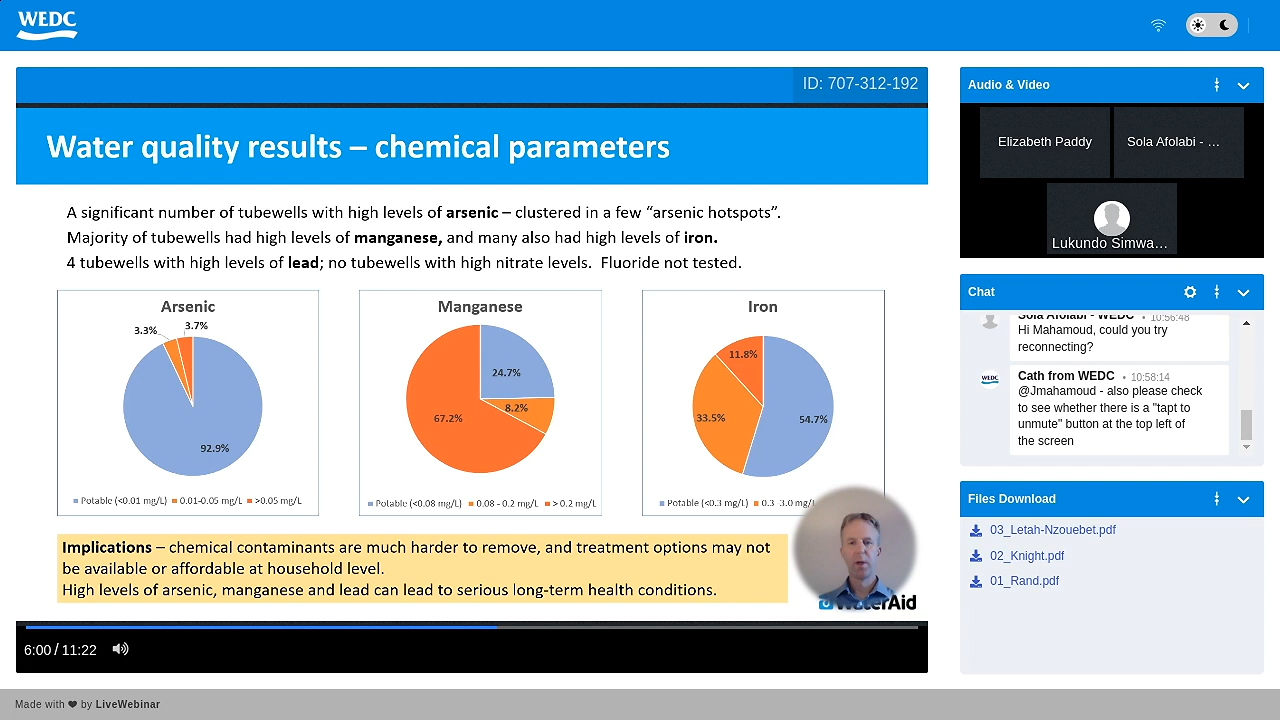 WEDC
ID: 707-312-192
Water quality results – chemical parameters
A significant number of tubewells with high levels of arsenic – clustered in a few “arsenic hotspots”.
Majority of tubewells had high levels of manganese, and many also had high levels of iron.
4 tubewells with high levels of lead; no tubewells with high nitrate levels. Fluoride not tested.
Arsenic
3.3%
3.7%
92.9%
Potable (<0.01 mg/L) 0.01-0.05 mg/L >0.05 mg/L
Manganese
24.7%
8.2%
67.2%
Potable (<0.08 mg/L) 0.08 - 0.2 mg/L > 0.2 mg/L
Iron
11.8%
33.5%
54.7%
Potable (<0.3 mg/L) 0.3 -3.0 mg/L
Implications – chemical contaminants are much harder to remove, and treatment options may not
be available or affordable at household level.
High levels of arsenic, manganese and lead can lead to serious long-term health conditions.
WaterAid
6:00 / 11:22
Audio & Video
Elizabeth Paddy
Sola Afolabi - ...
Lukundo Simwa...
Chat
Sola Afolabi - WEDC • 10:56:48
Hi Mahamoud, could you try
reconnecting?
WEDC
Cath from WEDC • 10:58:14
@Jmahamoud - also please check
to see whether there is a "tapt to
unmute" button at the top left of
the screen
Files Download
03_Letah-Nzouebet.pdf
02_Knight.pdf
01_Rand.pdf
Made with ❤ by LiveWebinar